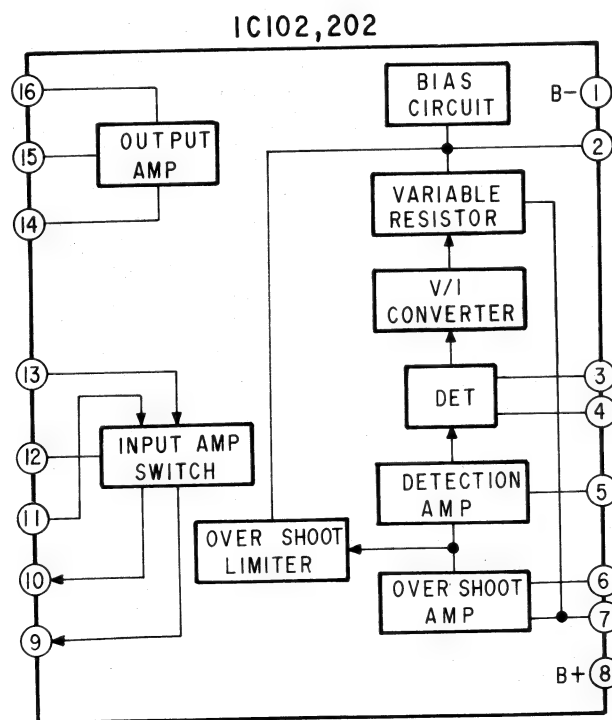 IC102,202
16
15
14
OUTPUT
AMP
BIAS
CIRCUIT
B- 1
2
VARIABLE
RESISTOR
V/I
CONVERTER
13
11
12
10
9
INPUT AMP
SWITCH
DET
3
4
DETECTION
AMP
5
OVER SHOOT
LIMITER
OVER SHOOT
AMP
6
7
B+ 8